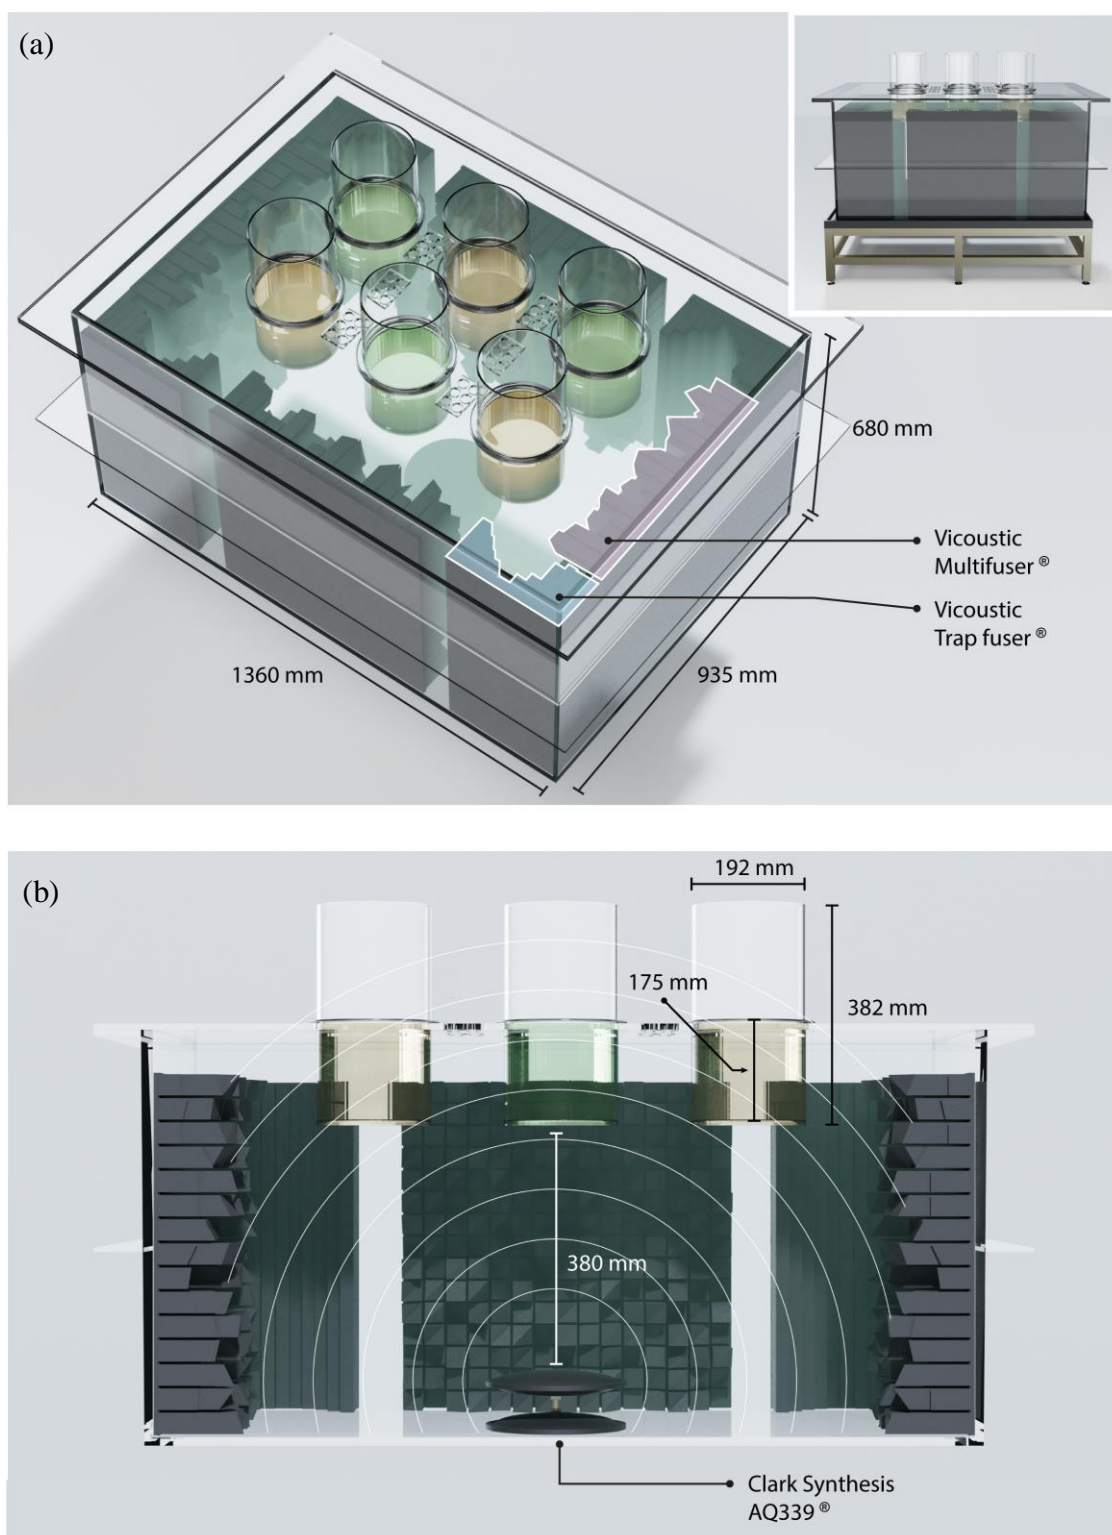 (a)
680 mm
Vicoustic
Multifuser ®
Vicoustic
Trap fuser ®
1360 mm
935 mm
(b)
192 mm
175 mm
382 mm
380 mm
Clark Synthesis
AQ339 ®